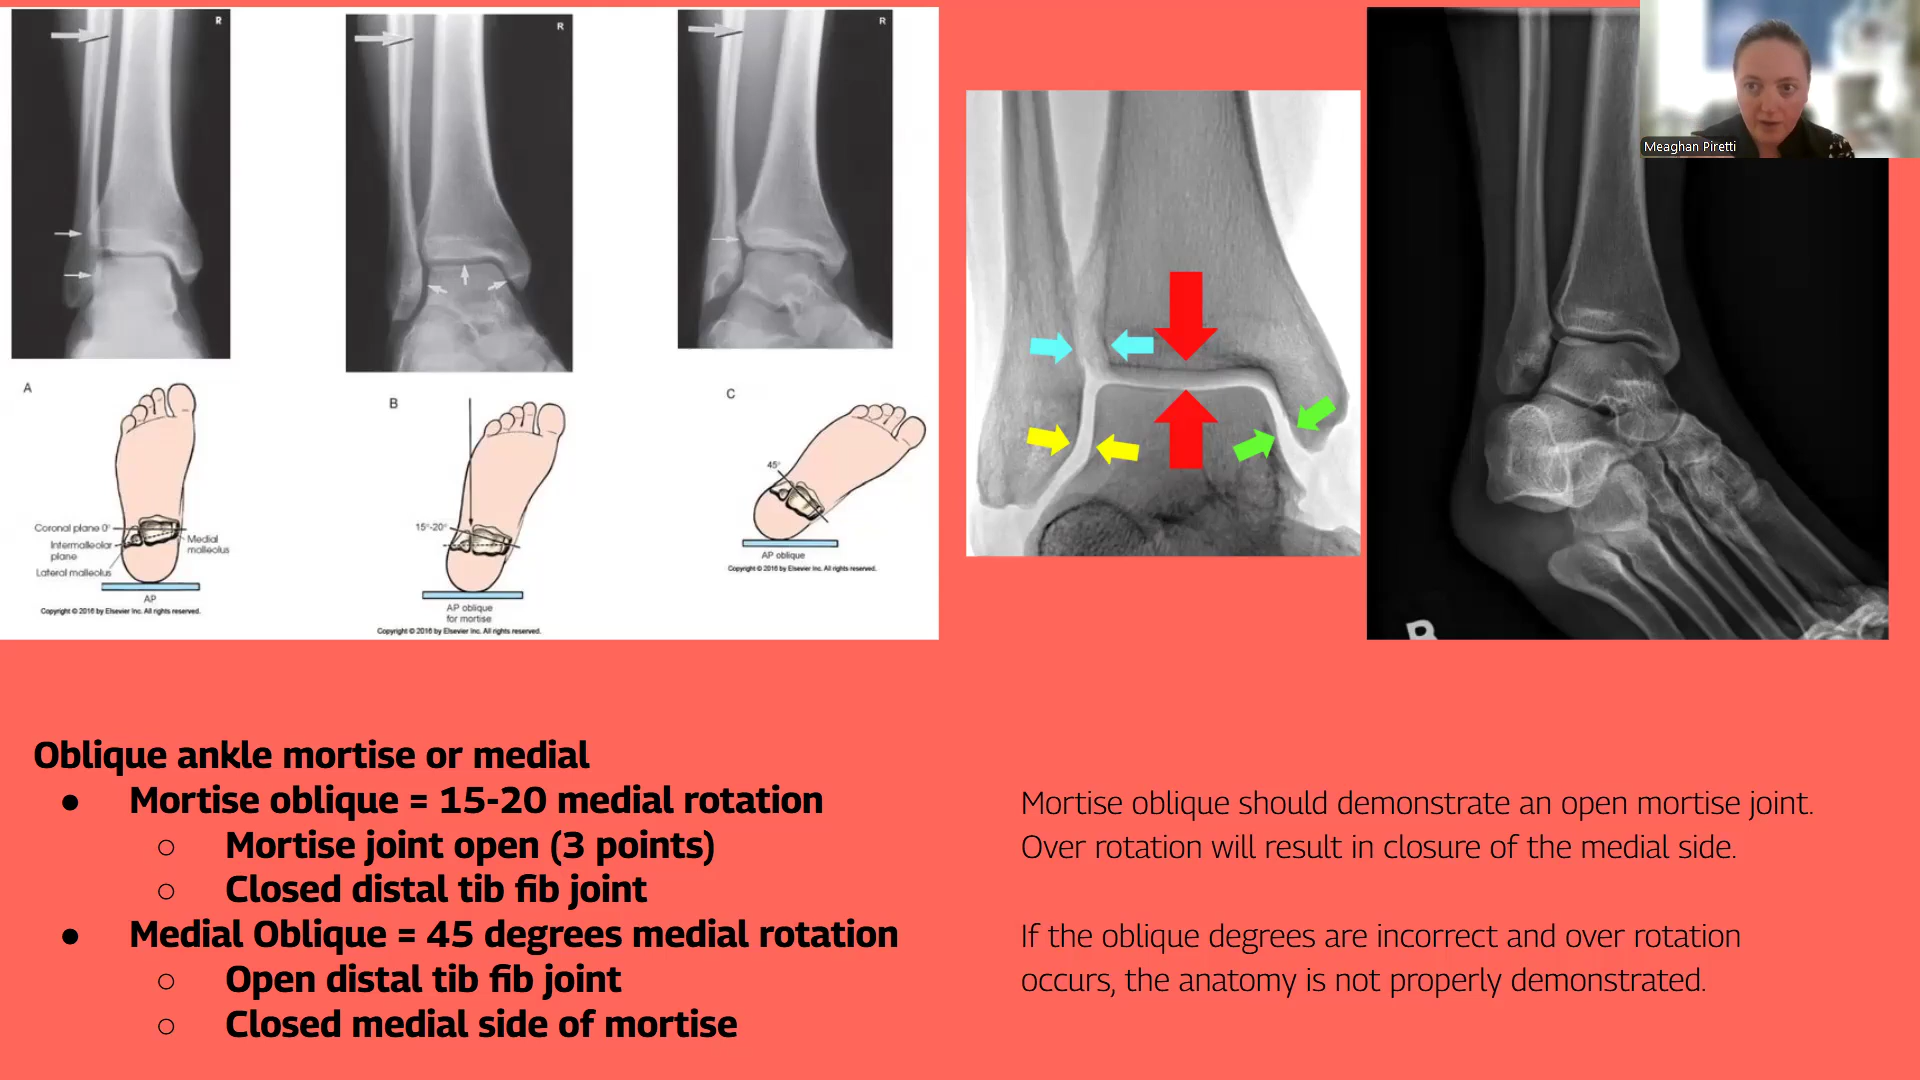 R
R
R
Meaghan Piretti
A
Coronal plane 0°
Intermalleolar
plane
Medial
malleolus
Lateral malleolus
AP
Copyright © 2016 by Elsevier Inc. All rights reserved.
B
15°-20°
AP oblique
for mortise
Copyright © 2016 by Elsevier Inc. All rights reserved.
C
45°
AP oblique
Copyright © 2016 by Elsevier Inc. All rights reserved.
R
Oblique ankle mortise or medial
● Mortise oblique = 15-20 medial rotation
○ Mortise joint open (3 points)
○ Closed distal tib fib joint
● Medial Oblique = 45 degrees medial rotation
○ Open distal tib fib joint
○ Closed medial side of mortise
Mortise oblique should demonstrate an open mortise joint.
Over rotation will result in closure of the medial side.
If the oblique degrees are incorrect and over rotation
occurs, the anatomy is not properly demonstrated.